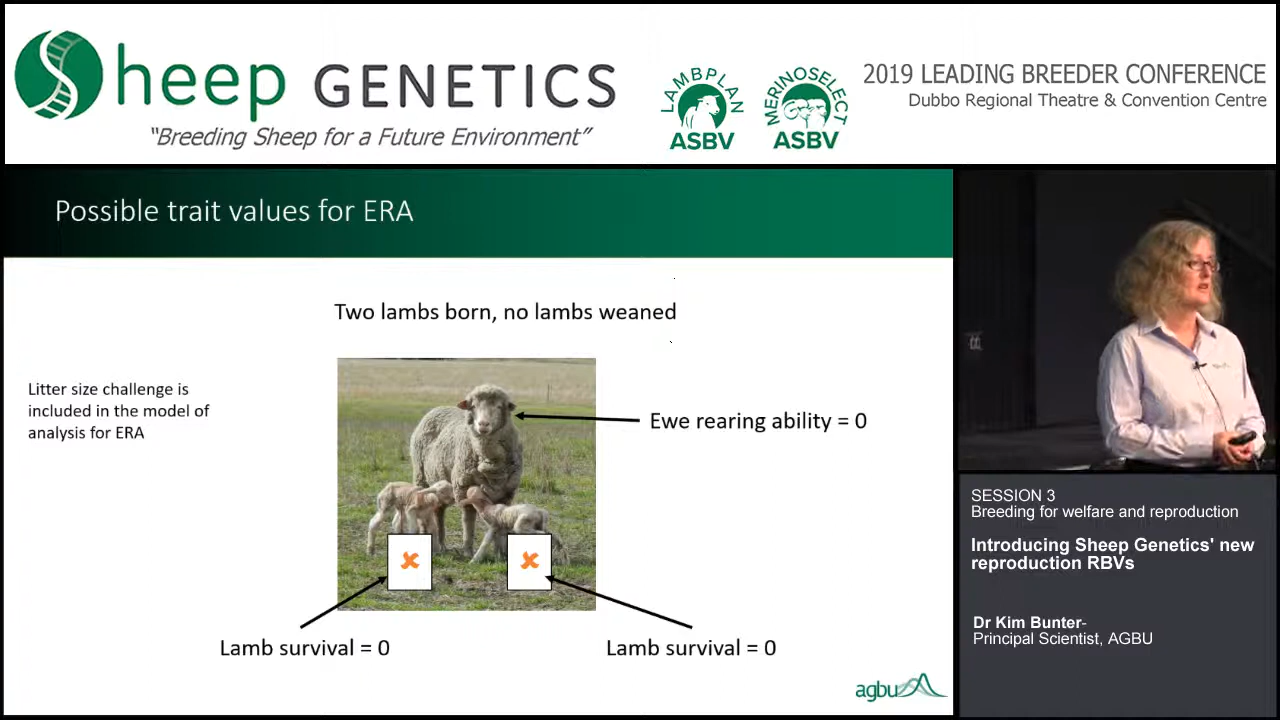 Sheep GENETICS
"Breeding Sheep for a Future Environment"
LAMBPLAN
ASBV
MERINOSELECT
ASBV
2019 LEADING BREEDER CONFERENCE
Dubbo Regional Theatre & Convention Centre
Possible trait values for ERA
Two lambs born, no lambs weaned
Litter size challenge is
included in the model of
analysis for ERA
Ewe rearing ability = 0
Lamb survival = 0
Lamb survival = 0
agbu
SESSION 3
Breeding for welfare and reproduction
Introducing Sheep Genetics' new
reproduction RBVs
Dr Kim Bunter-
Principal Scientist, AGBU